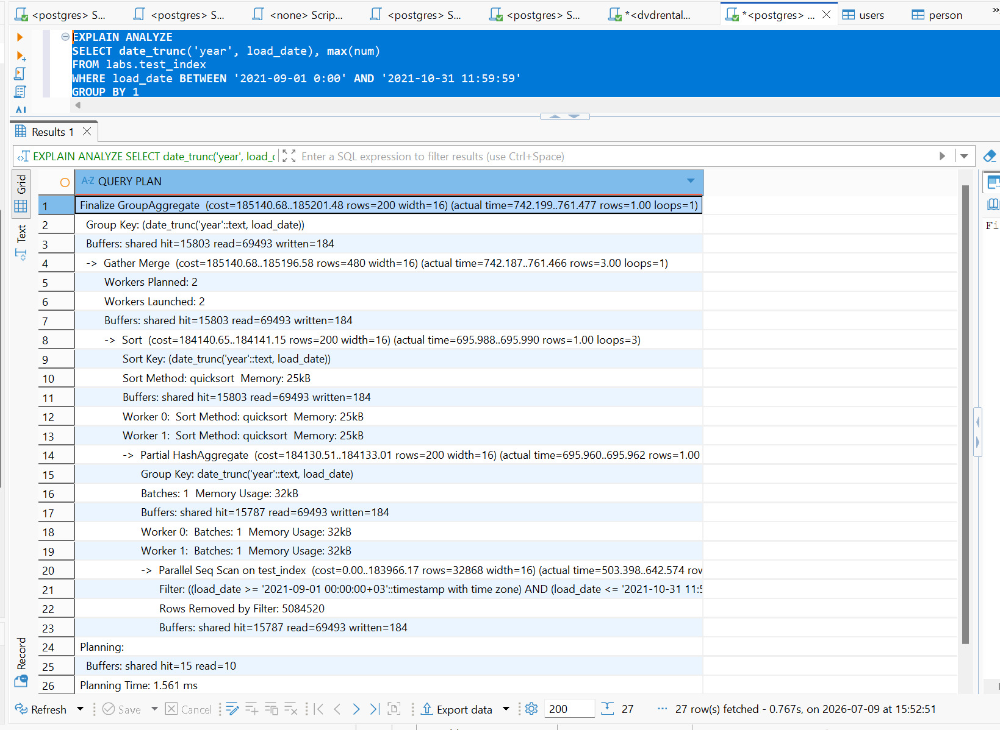 <postgres> S...
<postgres> S...
<none> Scrip...
<postgres> S...
<postgres> S...
*<dvdrental...
*<postgres> ...
users
person
EXPLAIN ANALYZE
SELECT date_trunc('year', load_date), max(num)
FROM labs.test_index
WHERE load_date BETWEEN '2021-09-01 0:00' AND '2021-10-31 11:59:59'
GROUP BY 1
Results 1
EXPLAIN ANALYZE SELECT date_trunc('year', load_
Enter a SQL expression to filter results (use Ctrl+Space)
Grid
Text
Record
A-Z QUERY PLAN
1 Finalize GroupAggregate (cost=185140.68..185201.48 rows=200 width=16) (actual time=742.199..761.477 rows=1.00 loops=1)
2 Group Key: (date_trunc('year'::text, load_date))
3 Buffers: shared hit=15803 read=69493 written=184
4 -> Gather Merge (cost=185140.68..185196.58 rows=480 width=16) (actual time=742.187..761.466 rows=3.00 loops=1)
5 Workers Planned: 2
6 Workers Launched: 2
7 Buffers: shared hit=15803 read=69493 written=184
8 -> Sort (cost=184140.65..184141.15 rows=200 width=16) (actual time=695.988..695.990 rows=1.00 loops=3)
9 Sort Key: (date_trunc('year'::text, load_date))
10 Sort Method: quicksort Memory: 25kB
11 Buffers: shared hit=15803 read=69493 written=184
12 Worker 0: Sort Method: quicksort Memory: 25kB
13 Worker 1: Sort Method: quicksort Memory: 25kB
14 -> Partial HashAggregate (cost=184130.51..184133.01 rows=200 width=16) (actual time=695.960..695.962 rows=1.00
15 Group Key: date_trunc('year'::text, load_date)
16 Batches: 1 Memory Usage: 32kB
17 Buffers: shared hit=15787 read=69493 written=184
18 Worker 0: Batches: 1 Memory Usage: 32kB
19 Worker 1: Batches: 1 Memory Usage: 32kB
20 -> Parallel Seq Scan on test_index (cost=0.00..183966.17 rows=32868 width=16) (actual time=503.398..642.574
21 Filter: ((load_date >= '2021-09-01 00:00:00+03'::timestamp with time zone) AND (load_date <= '2021-10-31
22 Rows Removed by Filter: 5084520
23 Buffers: shared hit=15787 read=69493 written=184
24 Planning:
25 Buffers: shared hit=15 read=10
26 Planning Time: 1.561 ms
Refresh
Save
Cancel
Export data
200
27
27 row(s) fetched - 0.767s, on 2026-07-09 at 15:52:51